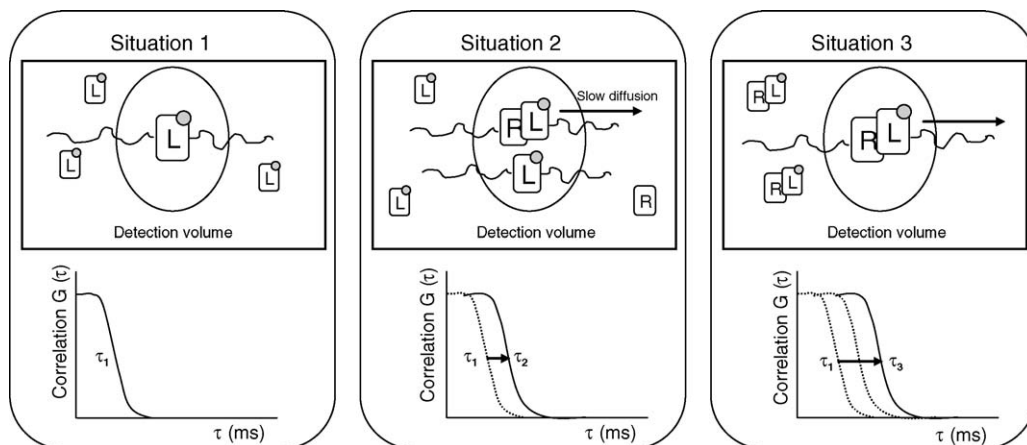 Situation 1
L
L
L
L
Detection volume
Correlation G (τ)
τ1
τ (ms)
Situation 2
L
Slow diffusion
R L
L
L
R
Detection volume
Correlation G (τ)
τ1 τ2
τ (ms)
Situation 3
R L
R L
R L
Detection volume
Correlation G (τ)
τ1 τ3
τ (ms)